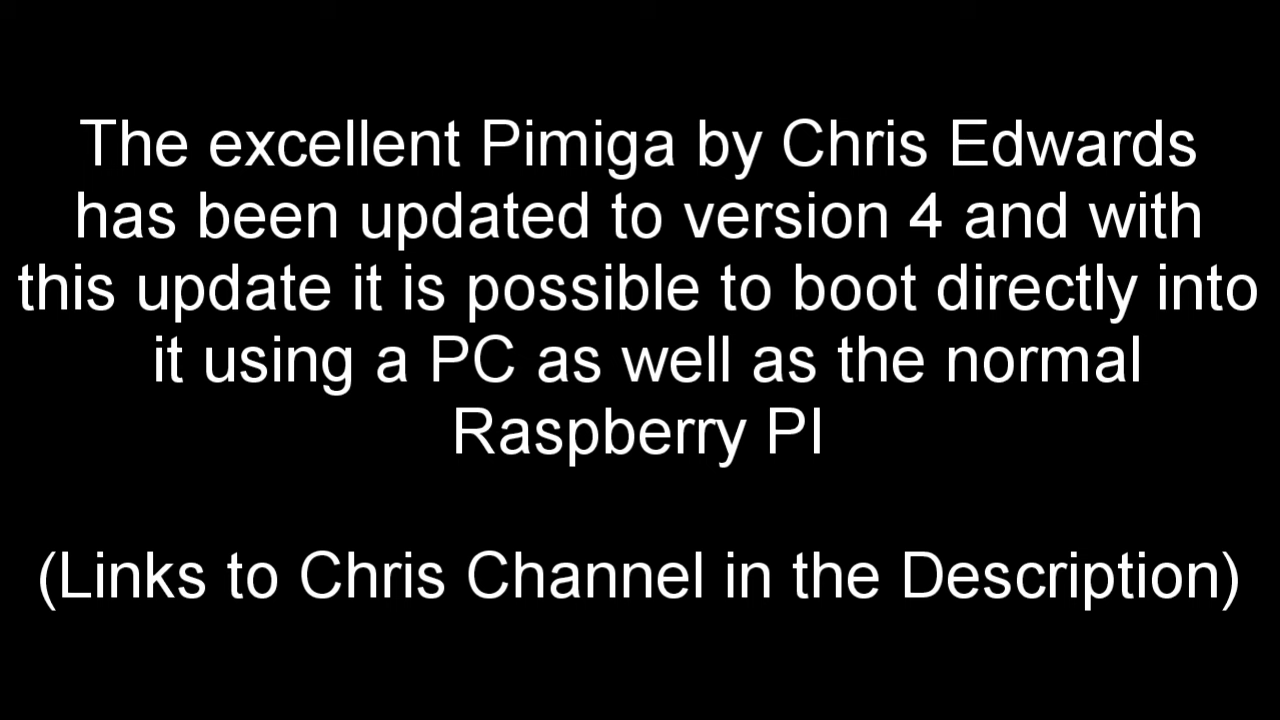 The excellent Pimiga by Chris Edwards
has been updated to version 4 and with
this update it is possible to boot directly into
it using a PC as well as the normal
Raspberry PI
(Links to Chris Channel in the Description)